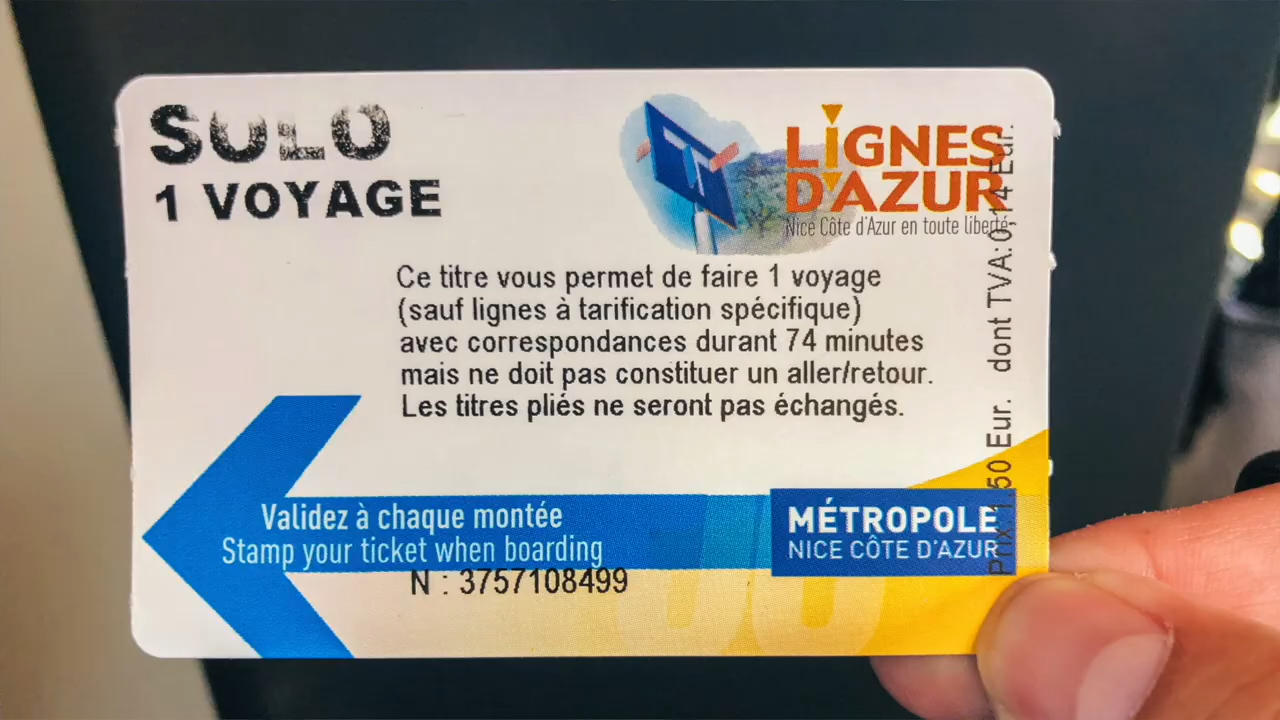 SOLO
1 VOYAGE
LIGNES
D'AZUR
Nice Côte d'Azur en toute liberté
Ce titre vous permet de faire 1 voyage
(sauf lignes à tarification spécifique)
avec correspondances durant 74 minutes
mais ne doit pas constituer un aller/retour.
Les titres pliés ne seront pas échangés.
Validez à chaque montée
Stamp your ticket when boarding
N : 3757108499
MÉTROPOLE
NICE CÔTE D'AZUR
Prix 1.50 Eur. dont TVA:0,14 Eur.